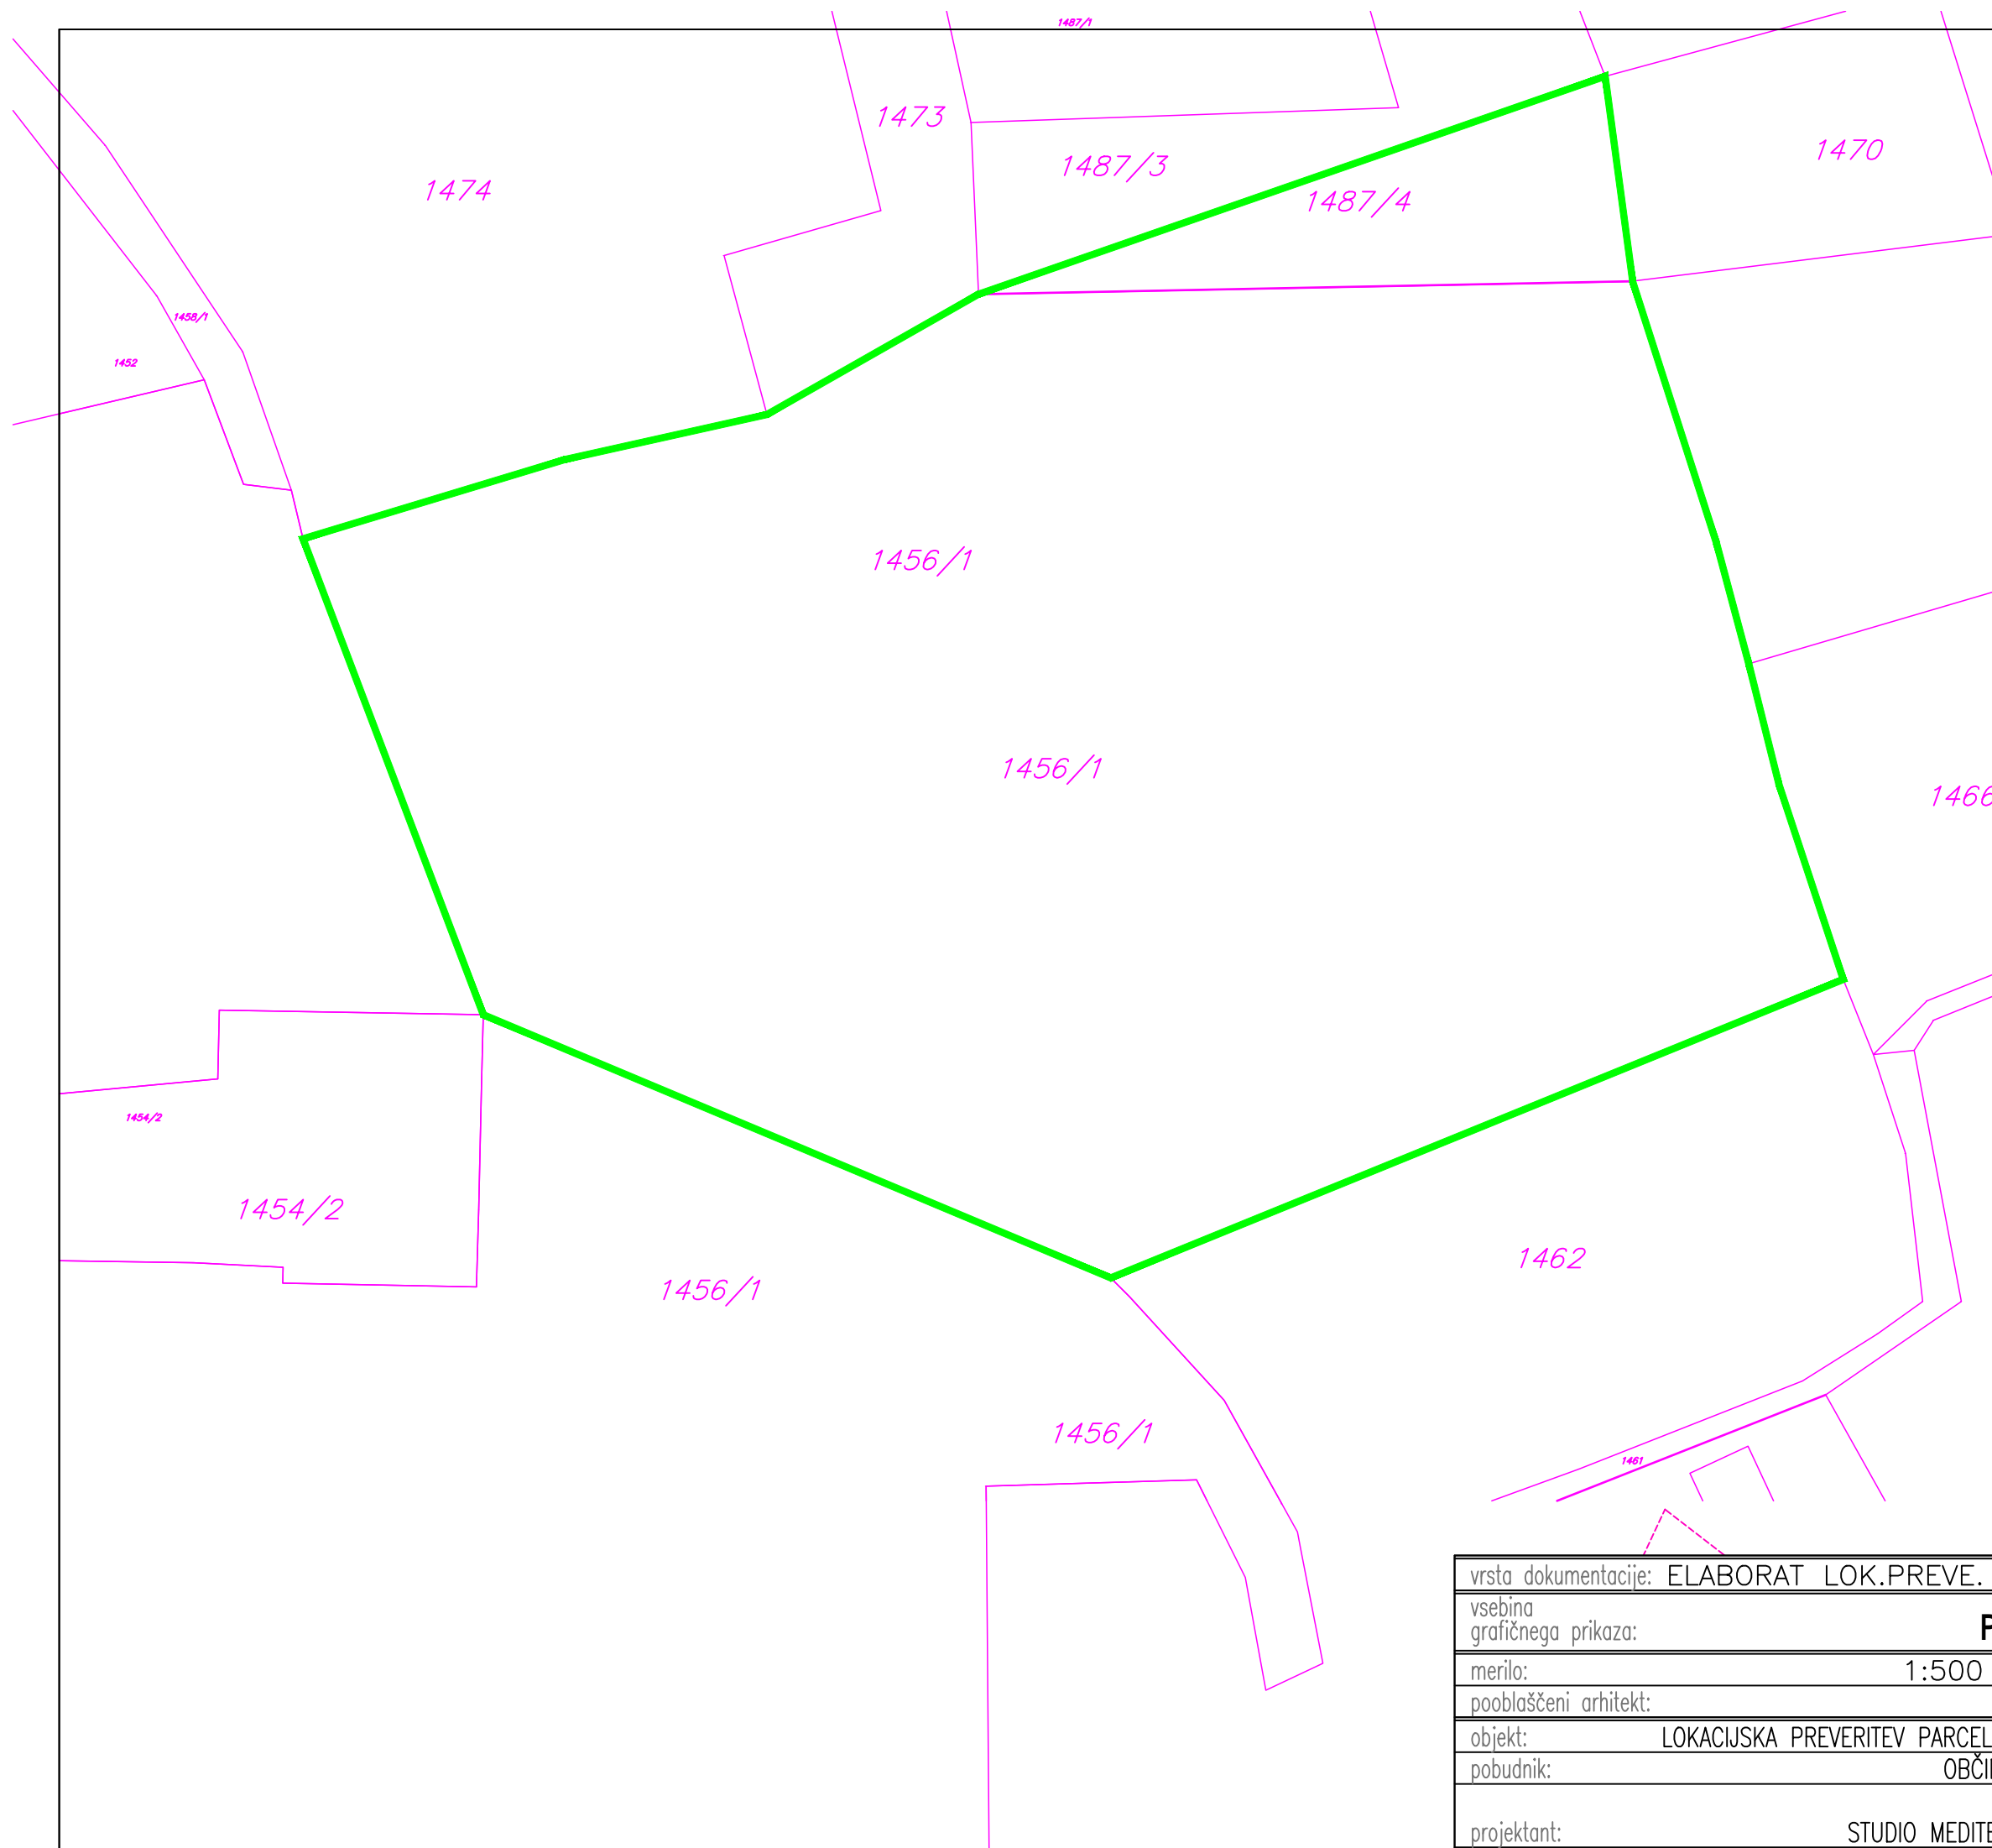 1487/1
1473
1470
1487/3
1474
1487/4
1458/1
1452
1456/1
1456/1
1466
1454/2
1454/2
1462
1456/1
1456/1
1461
vrsta dokumentacije: ELABORAT LOK.PREVE.
vsebina
grafičnega prikaza:
merilo: 1:500
pooblaščeni arhitekt:
objekt: LOKACIJSKA PREVERITEV PARCEL
pobudnik:
projektant: STUDIO